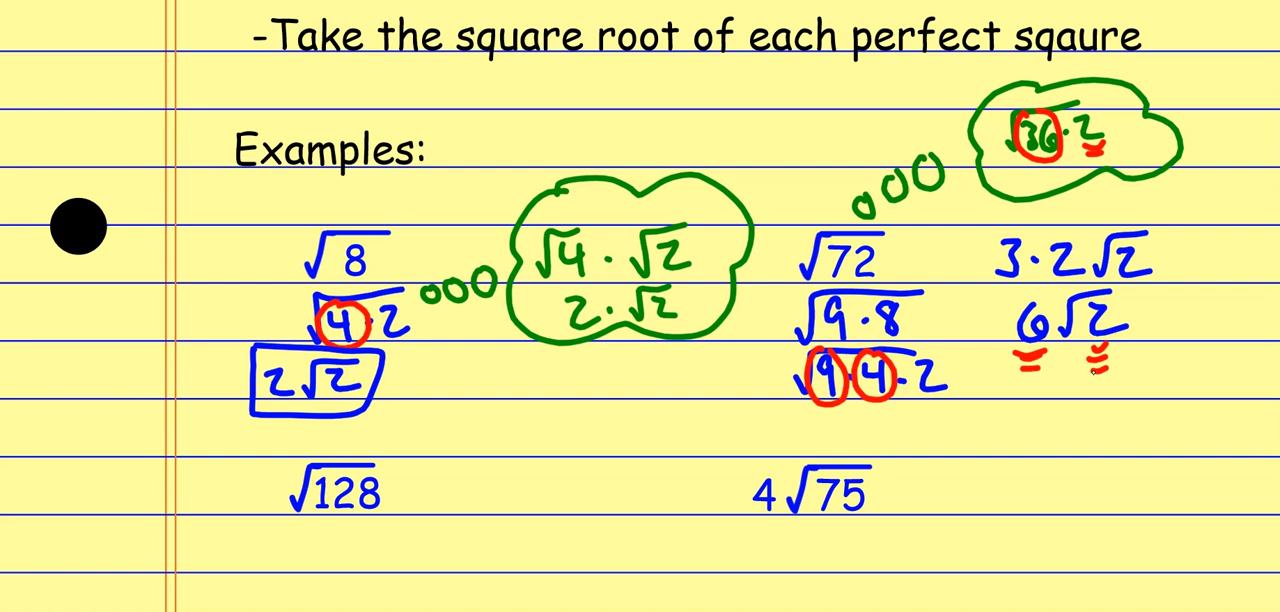 -Take the square root of each perfect sqaure
Examples:
√8
√4·2
2√2
√4 · √2
2 · √2
√72
√9·8
√9·4·2
√36·2
3·2√2
6√2
√128
4√75